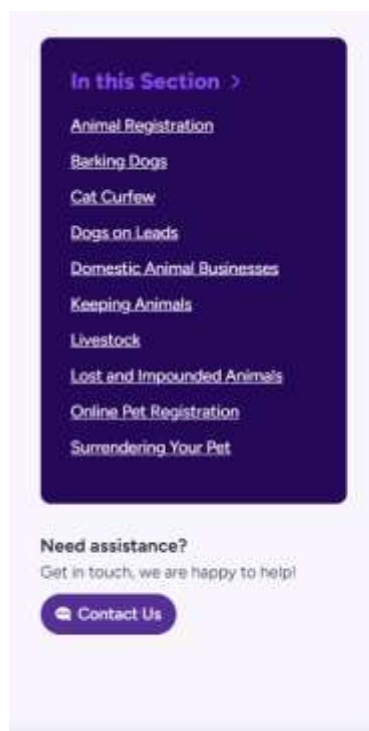 In this Section >
Animal Registration
Barking Dogs
Cat Curfew
Dogs on Leads
Domestic Animal Businesses
Keeping Animals
Livestock
Lost and Impounded Animals
Online Pet Registration
Surrendering Your Pet
Need assistance?
Get in touch, we are happy to help!
Contact Us